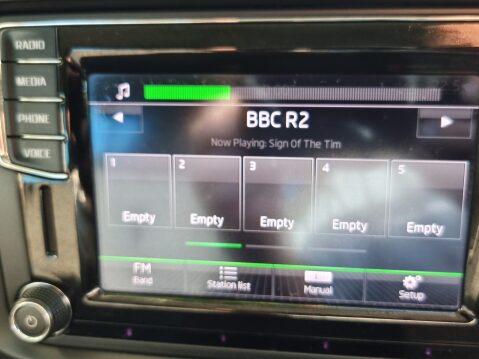 RADIO
MEDIA
PHONE
VOICE
BBC R2
Now Playing: Sign Of The Tim
1 2 3 4 5
Empty Empty Empty Empty Empty
FM
Band
Station list
Manual
Setup